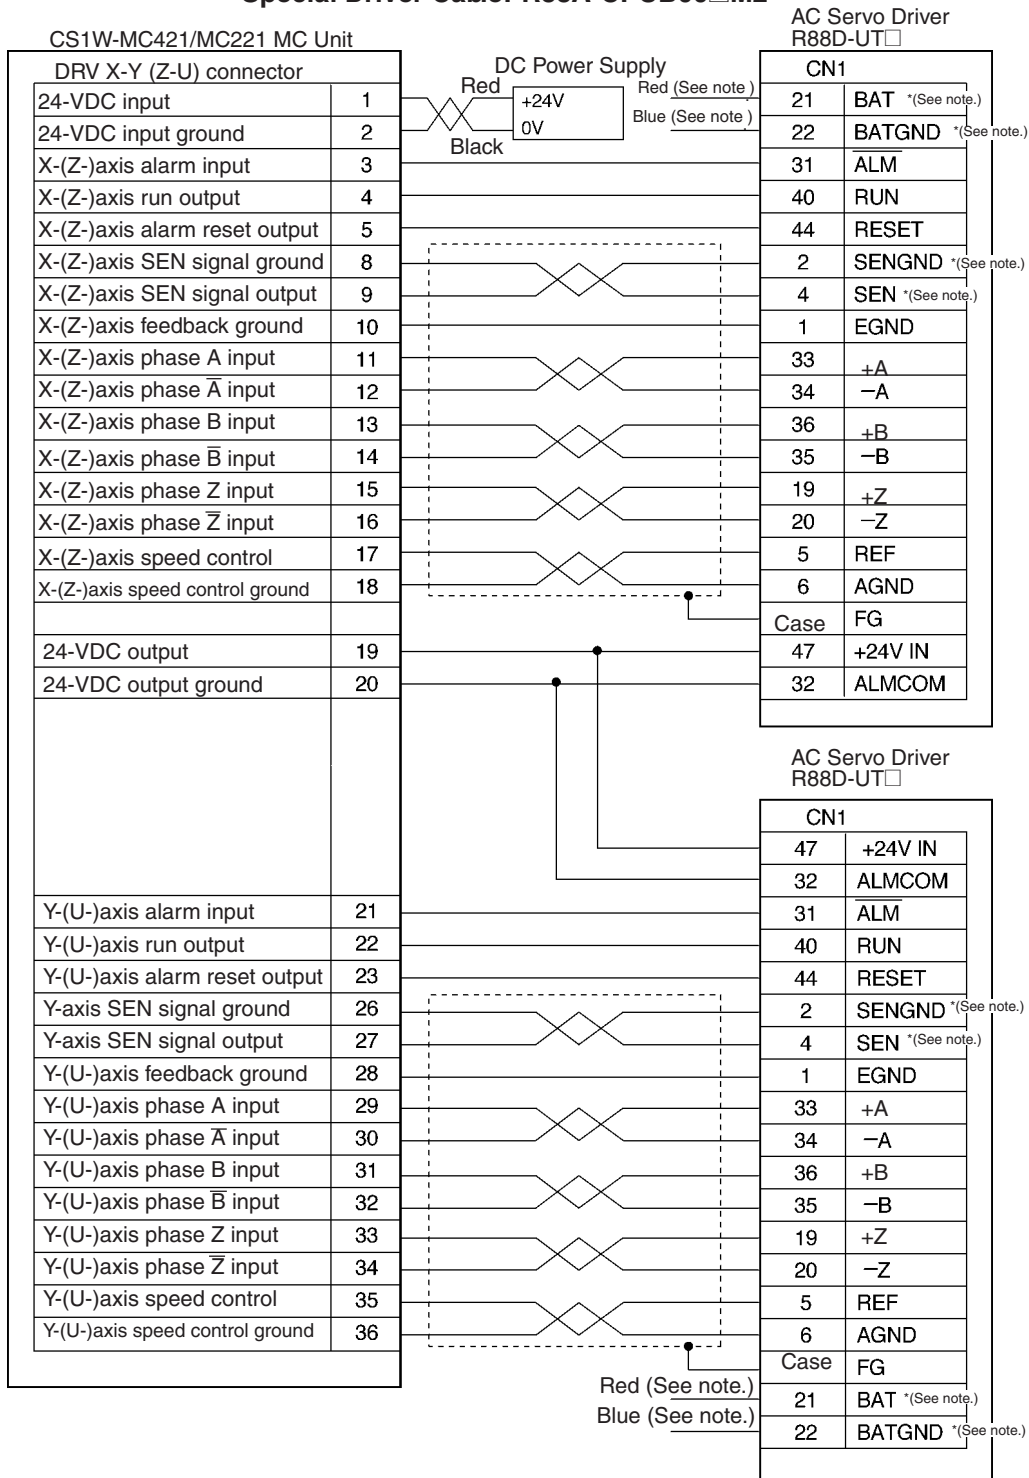 AC Servo Driver
R88D-UT□
CS1W-MC421/MC221 MC Unit
DRV X-Y (Z-U) connector
24-VDC input 1
24-VDC input ground 2
X-(Z-)axis alarm input 3
X-(Z-)axis run output 4
X-(Z-)axis alarm reset output 5
X-(Z-)axis SEN signal ground 8
X-(Z-)axis SEN signal output 9
X-(Z-)axis feedback ground 10
X-(Z-)axis phase A input 11
X-(Z-)axis phase A̅ input 12
X-(Z-)axis phase B input 13
X-(Z-)axis phase B̅ input 14
X-(Z-)axis phase Z input 15
X-(Z-)axis phase Z̅ input 16
X-(Z-)axis speed control 17
X-(Z-)axis speed control ground 18
24-VDC output 19
24-VDC output ground 20
Y-(U-)axis alarm input 21
Y-(U-)axis run output 22
Y-(U-)axis alarm reset output 23
Y-axis SEN signal ground 26
Y-axis SEN signal output 27
Y-(U-)axis feedback ground 28
Y-(U-)axis phase A input 29
Y-(U-)axis phase A̅ input 30
Y-(U-)axis phase B input 31
Y-(U-)axis phase B̅ input 32
Y-(U-)axis phase Z input 33
Y-(U-)axis phase Z̅ input 34
Y-(U-)axis speed control 35
Y-(U-)axis speed control ground 36
DC Power Supply
Red
+24V
0V
Black
Red (See note )
Blue (See note )
CN1
21 BAT *(See note.)
22 BATGND *(See note.)
31 A̅L̅M̅
40 RUN
44 RESET
2 SENGND *(See note.)
4 SEN *(See note.)
1 EGND
33 +A
34 −A
36 +B
35 −B
19 +Z
20 −Z
5 REF
6 AGND
Case FG
47 +24V IN
32 ALMCOM
AC Servo Driver
R88D-UT□
CN1
47 +24V IN
32 ALMCOM
31 A̅L̅M̅
40 RUN
44 RESET
2 SENGND *(See note.)
4 SEN *(See note.)
1 EGND
33 +A
34 −A
36 +B
35 −B
19 +Z
20 −Z
5 REF
6 AGND
Case FG
Red (See note.)
21 BAT *(See note.)
Blue (See note.)
22 BATGND *(See note.)